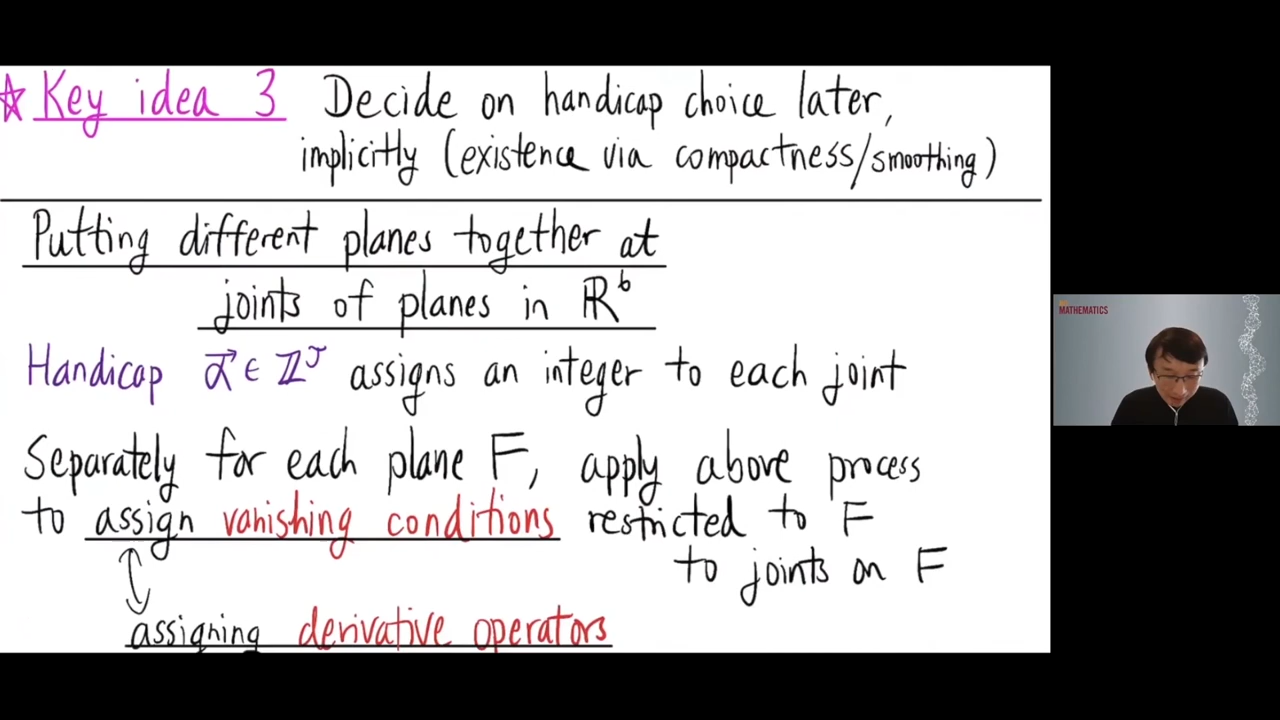 ☆ Key idea 3 Decide on handicap choice later,
implicitly (existence via compactness/smoothing)
Putting different planes together at
joints of planes in ℝ⁶
Handicap α⃗ ∈ ℤᴶ assigns an integer to each joint
Separately for each plane F, apply above process
to assign vanishing conditions restricted to F
to joints on F
assigning derivative operators
MATHEMATICS